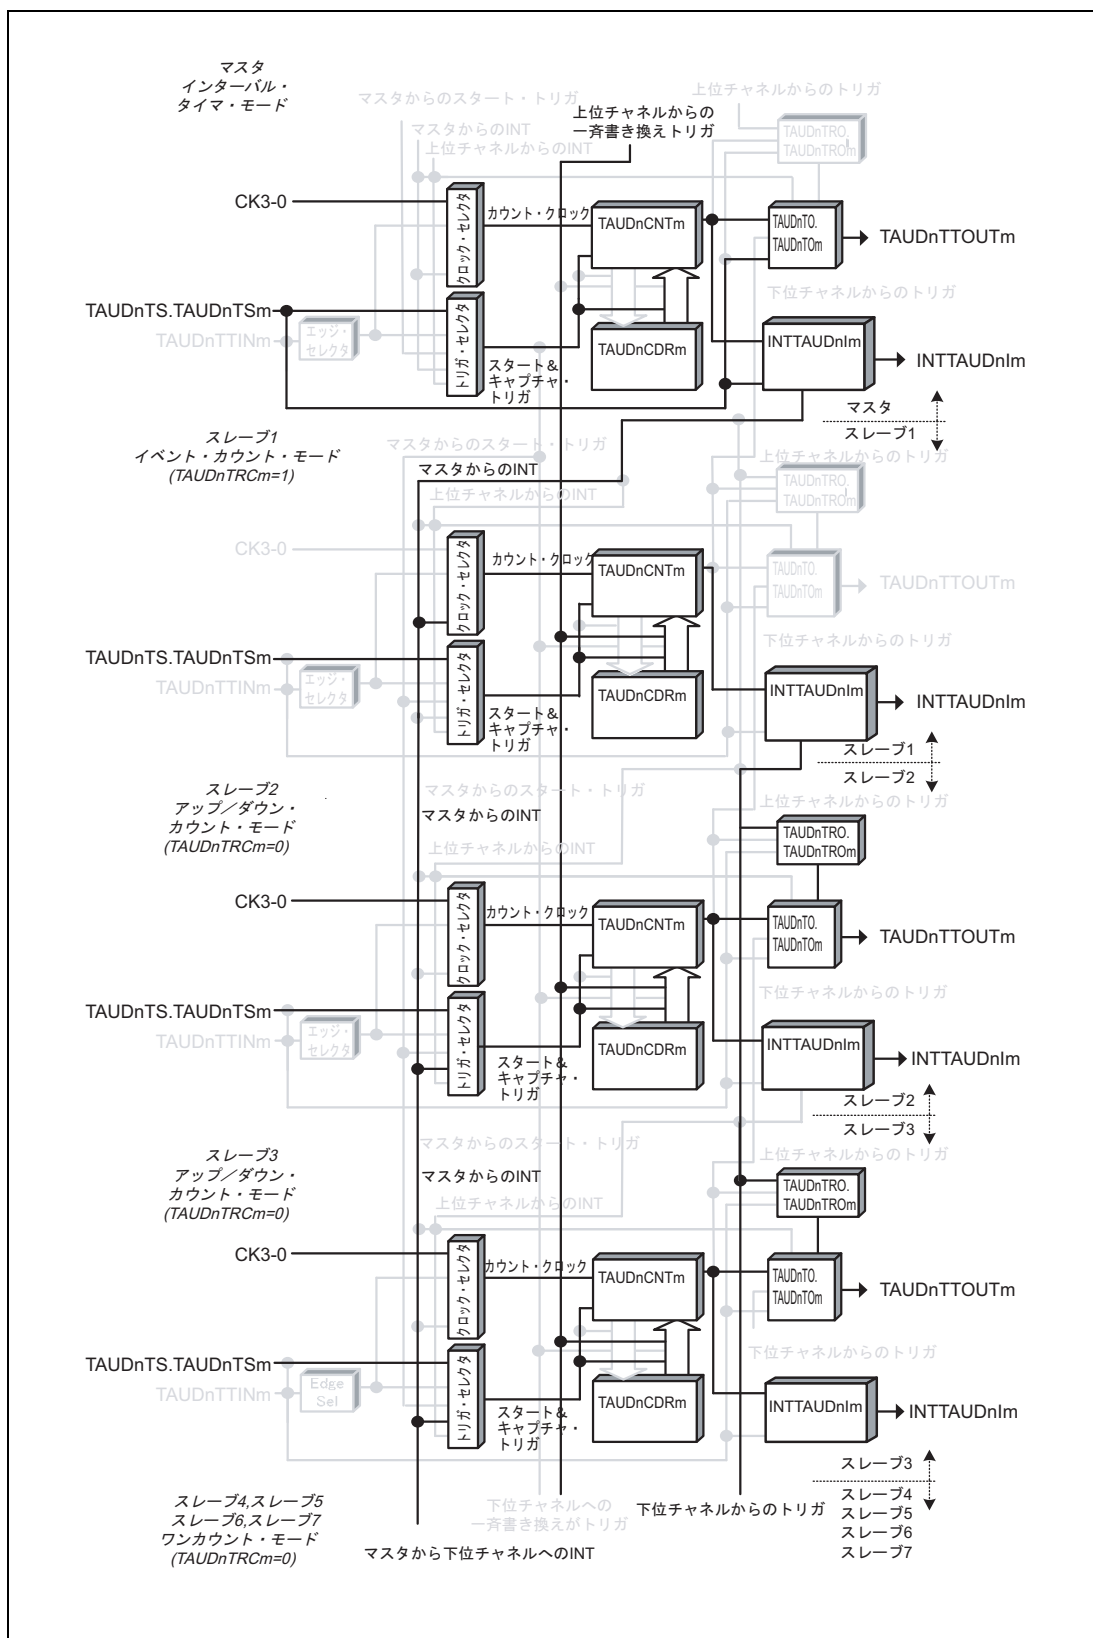 マスタ
インターバル・
タイマ・モード
マスタからのスタート・トリガ
上位チャネルからのトリガ
上位チャネルからの
一斉書き換えトリガ
マスタからのINT
上位チャネルからのINT
TAUDnTRO.
TAUDnTROm
CK3-0
クロック・セレクタ
カウント・クロック
TAUDnCNTm
TAUDnTO.
TAUDnTOm
TAUDnTTOUTm
下位チャネルからのトリガ
TAUDnTS.TAUDnTSm
TAUDnTTINm
エッジ・
セレクタ
トリガ・セレクタ
スタート&
キャプチャ・
トリガ
TAUDnCDRm
INTTAUDnIm
INTTAUDnIm
マスタ
スレーブ1
スレーブ1
イベント・カウント・モード
(TAUDnTRCm=1)
マスタからのスタート・トリガ
マスタからのINT
上位チャネルからのINT
上位チャネルからのトリガ
TAUDnTRO.
TAUDnTROm
CK3-0
クロック・セレクタ
カウント・クロック
TAUDnCNTm
TAUDnTO.
TAUDnTOm
TAUDnTTOUTm
下位チャネルからのトリガ
TAUDnTS.TAUDnTSm
TAUDnTTINm
エッジ・
セレクタ
トリガ・セレクタ
スタート&
キャプチャ・
トリガ
TAUDnCDRm
INTTAUDnIm
INTTAUDnIm
スレーブ1
スレーブ2
スレーブ2
アップ／ダウン・
カウント・モード
(TAUDnTRCm=0)
マスタからのスタート・トリガ
マスタからのINT
上位チャネルからのINT
上位チャネルからのトリガ
TAUDnTRO.
TAUDnTROm
CK3-0
クロック・セレクタ
カウント・クロック
TAUDnCNTm
TAUDnTO.
TAUDnTOm
TAUDnTTOUTm
下位チャネルからのトリガ
TAUDnTS.TAUDnTSm
TAUDnTTINm
エッジ・
セレクタ
トリガ・セレクタ
スタート&
キャプチャ・
トリガ
TAUDnCDRm
INTTAUDnIm
INTTAUDnIm
スレーブ2
スレーブ3
スレーブ3
アップ／ダウン・
カウント・モード
(TAUDnTRCm=0)
マスタからのスタート・トリガ
マスタからのINT
上位チャネルからのINT
上位チャネルからのトリガ
TAUDnTRO.
TAUDnTROm
CK3-0
クロック・セレクタ
カウント・クロック
TAUDnCNTm
TAUDnTO.
TAUDnTOm
TAUDnTTOUTm
下位チャネルからのトリガ
TAUDnTS.TAUDnTSm
TAUDnTTINm
Edge
Sel
トリガ・セレクタ
スタート&
キャプチャ・
トリガ
TAUDnCDRm
INTTAUDnIm
INTTAUDnIm
スレーブ3
スレーブ4
スレーブ5
スレーブ6
スレーブ7
スレーブ4,スレーブ5
スレーブ6,スレーブ7
ワンカウント・モード
(TAUDnTRCm=0)
下位チャネルへの
一斉書き換えがトリガ
下位チャネルからのトリガ
マスタから下位チャネルへのINT